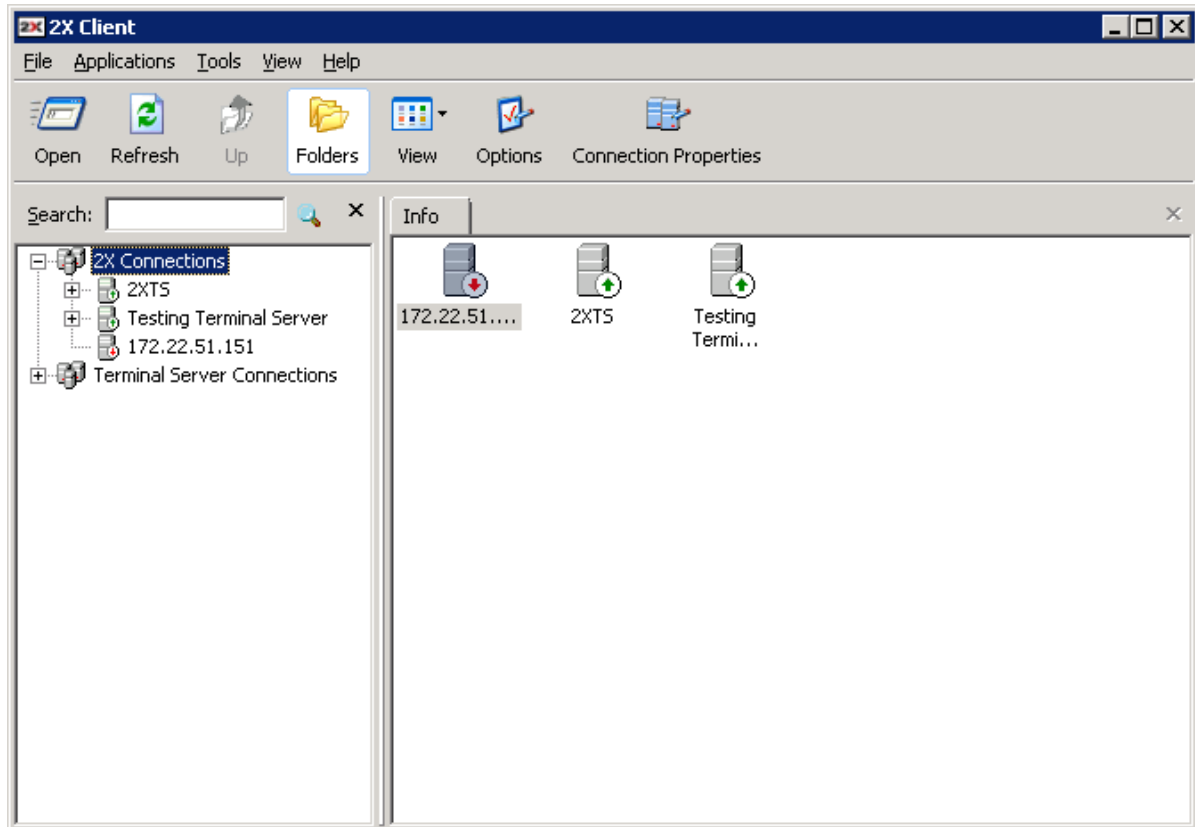 2X 2X Client
File Applications Tools View Help
Open Refresh Up Folders View Options Connection Properties
Search:
Info
2X Connections
2XTS
Testing Terminal Server
172.22.51.151
Terminal Server Connections
172.22.51.... 2XTS Testing
Termi...